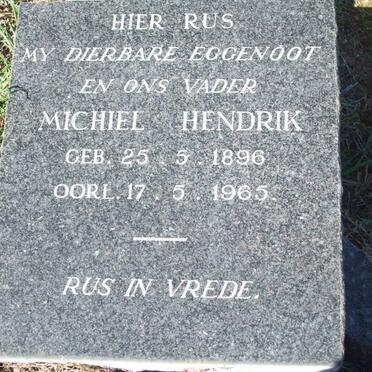 HIER RUS
MY DIERBARE EGGENOOT
EN ONS VADER
MICHIEL HENDRIK
GEB. 25.5.1896
OORL. 17.5.1965.
RUS IN VREDE.